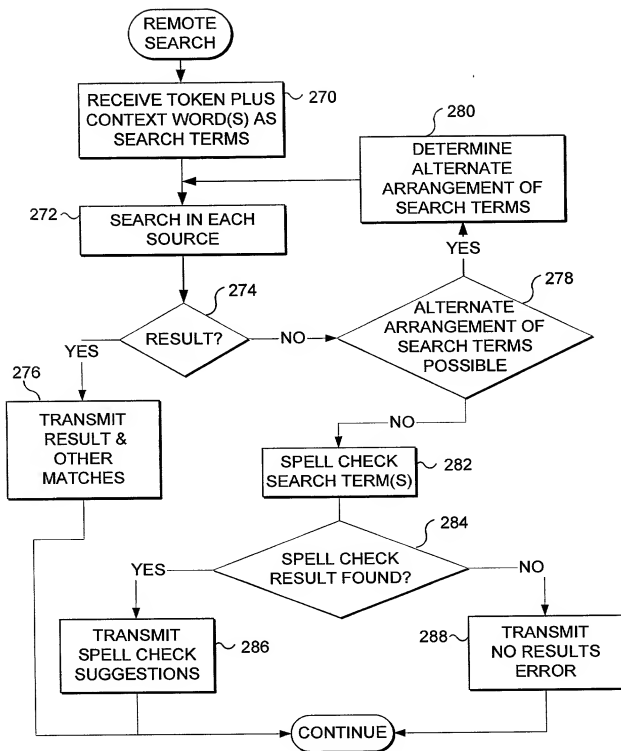 REMOTE
SEARCH
RECEIVE TOKEN PLUS
CONTEXT WORD(S) AS
SEARCH TERMS
270
280
DETERMINE
ALTERNATE
ARRANGEMENT OF
SEARCH TERMS
272
SEARCH IN EACH
SOURCE
YES
274
RESULT?
NO
278
ALTERNATE
ARRANGEMENT OF
SEARCH TERMS
POSSIBLE
YES
276
TRANSMIT
RESULT &
OTHER
MATCHES
NO
SPELL CHECK
SEARCH TERM(S)
282
284
SPELL CHECK
RESULT FOUND?
YES
NO
TRANSMIT
SPELL CHECK
SUGGESTIONS
286
288
TRANSMIT
NO RESULTS
ERROR
CONTINUE